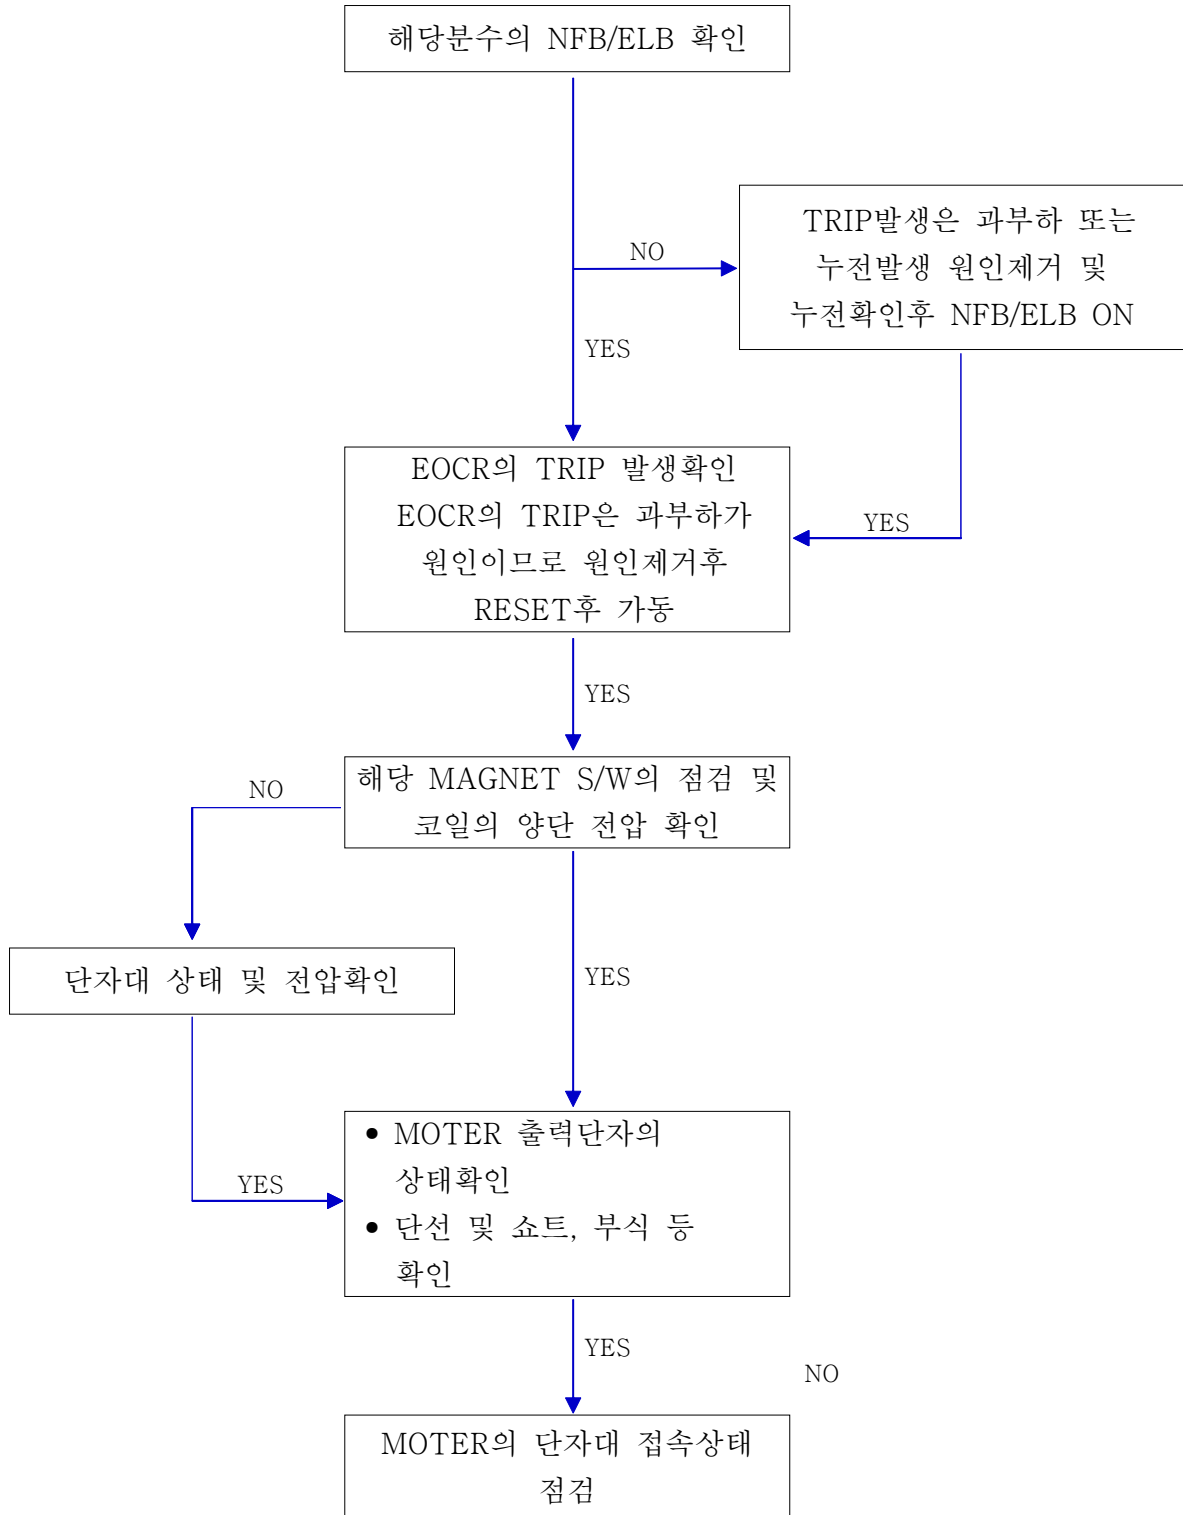 해당분수의 NFB/ELB 확인
TRIP발생은 과부하 또는
누전발생 원인제거 및
누전확인후 NFB/ELB ON
NO
YES
EOCR의 TRIP 발생확인
EOCR의 TRIP은 과부하가
원인이므로 원인제거후
RESET후 가동
YES
YES
해당 MAGNET S/W의 점검 및
코일의 양단 전압 확인
NO
단자대 상태 및 전압확인
YES
• MOTER 출력단자의
상태확인
• 단선 및 쇼트, 부식 등
확인
YES
YES
NO
MOTER의 단자대 접속상태
점검